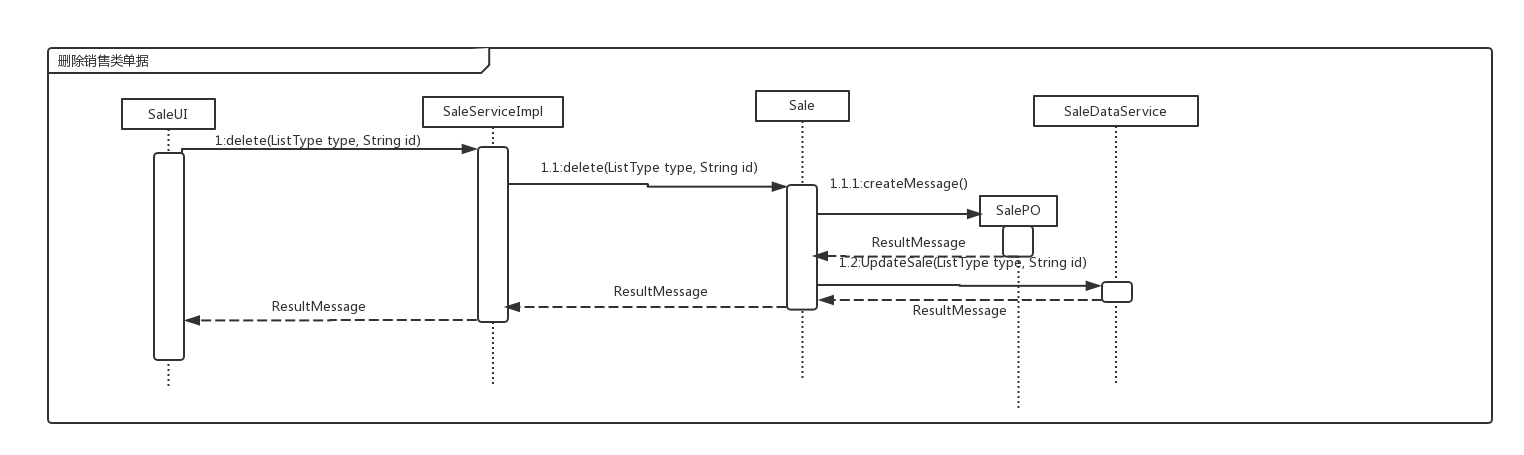 删除销售类单据
SaleUI
SaleServiceImpl
Sale
SaleDataService
1:delete(ListType type, String id)
1.1:delete(ListType type, String id)
1.1.1:createMessage()
SalePO
ResultMessage
1.2:UpdateSale(ListType type, String id)
ResultMessage
ResultMessage
ResultMessage